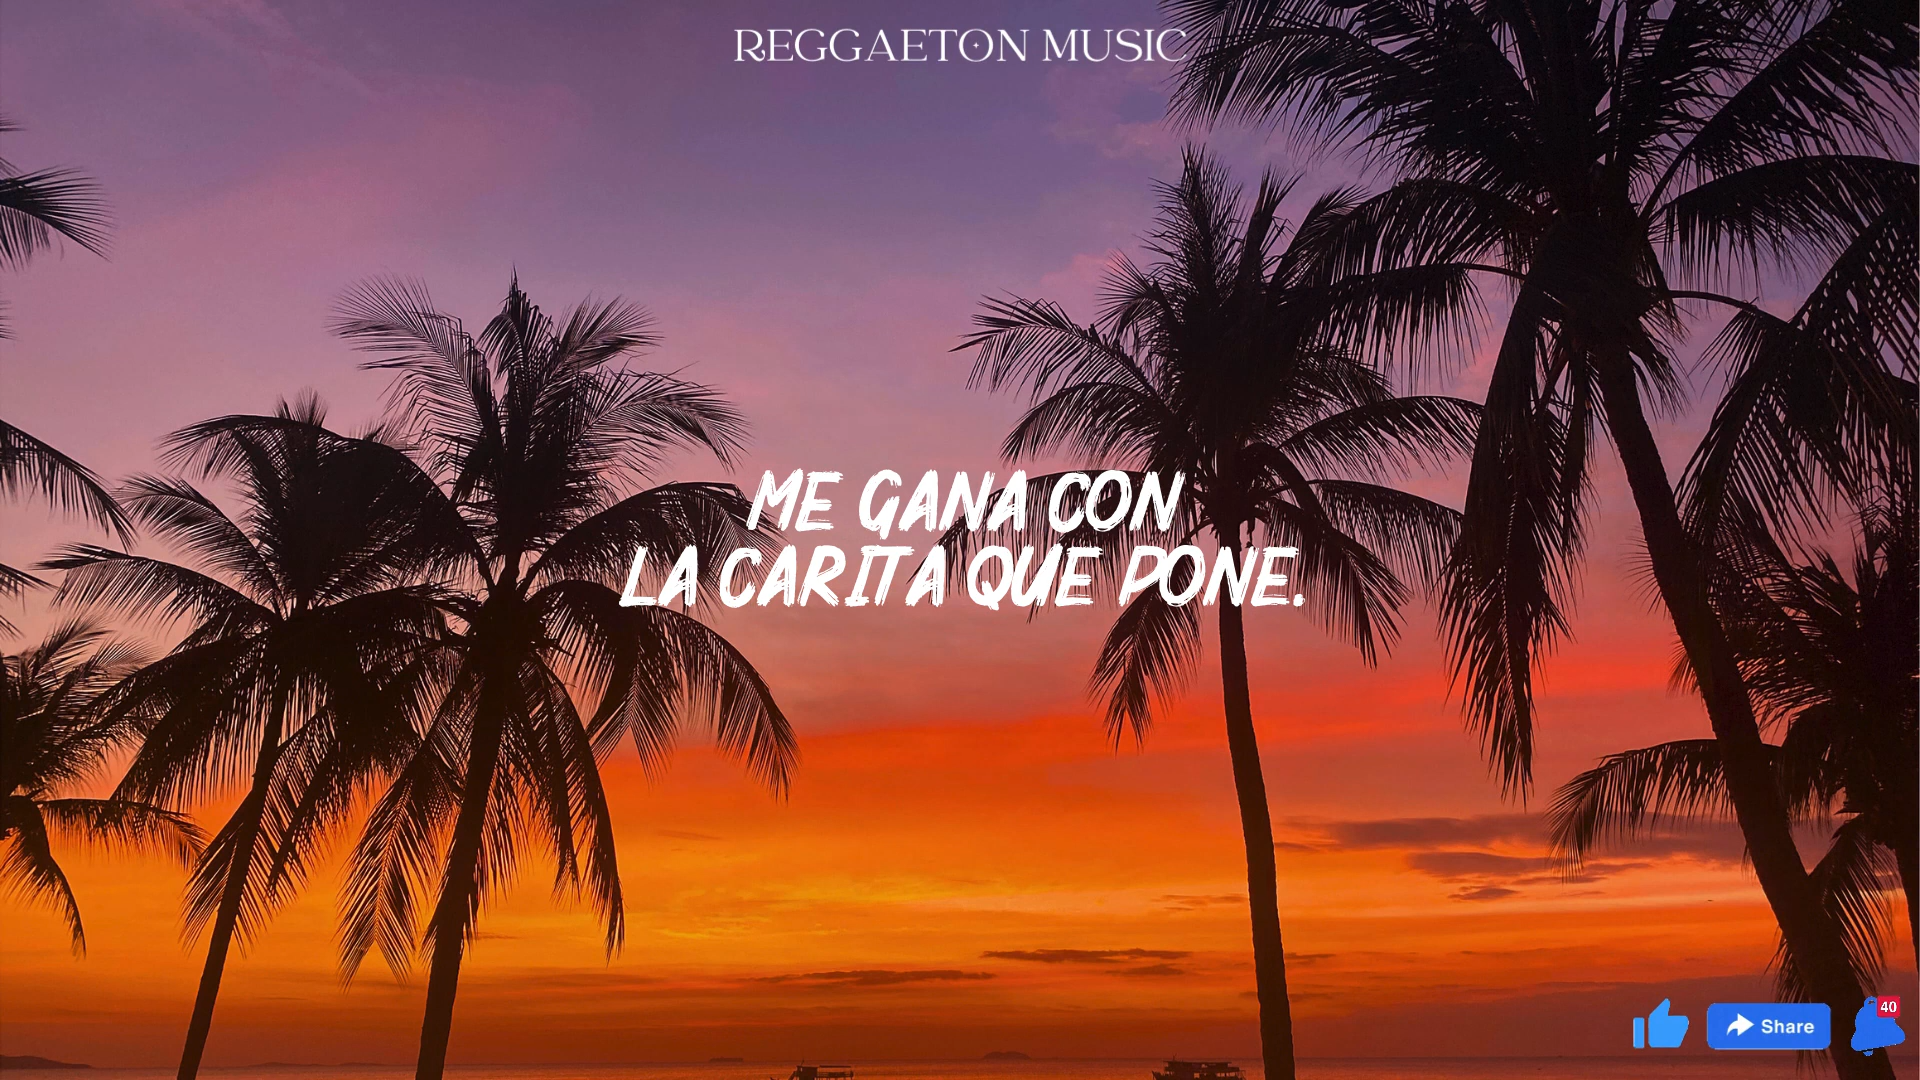 REGGAETON MUSIC
ME GANA CON
LA CARITA QUE PONE.
Share
40